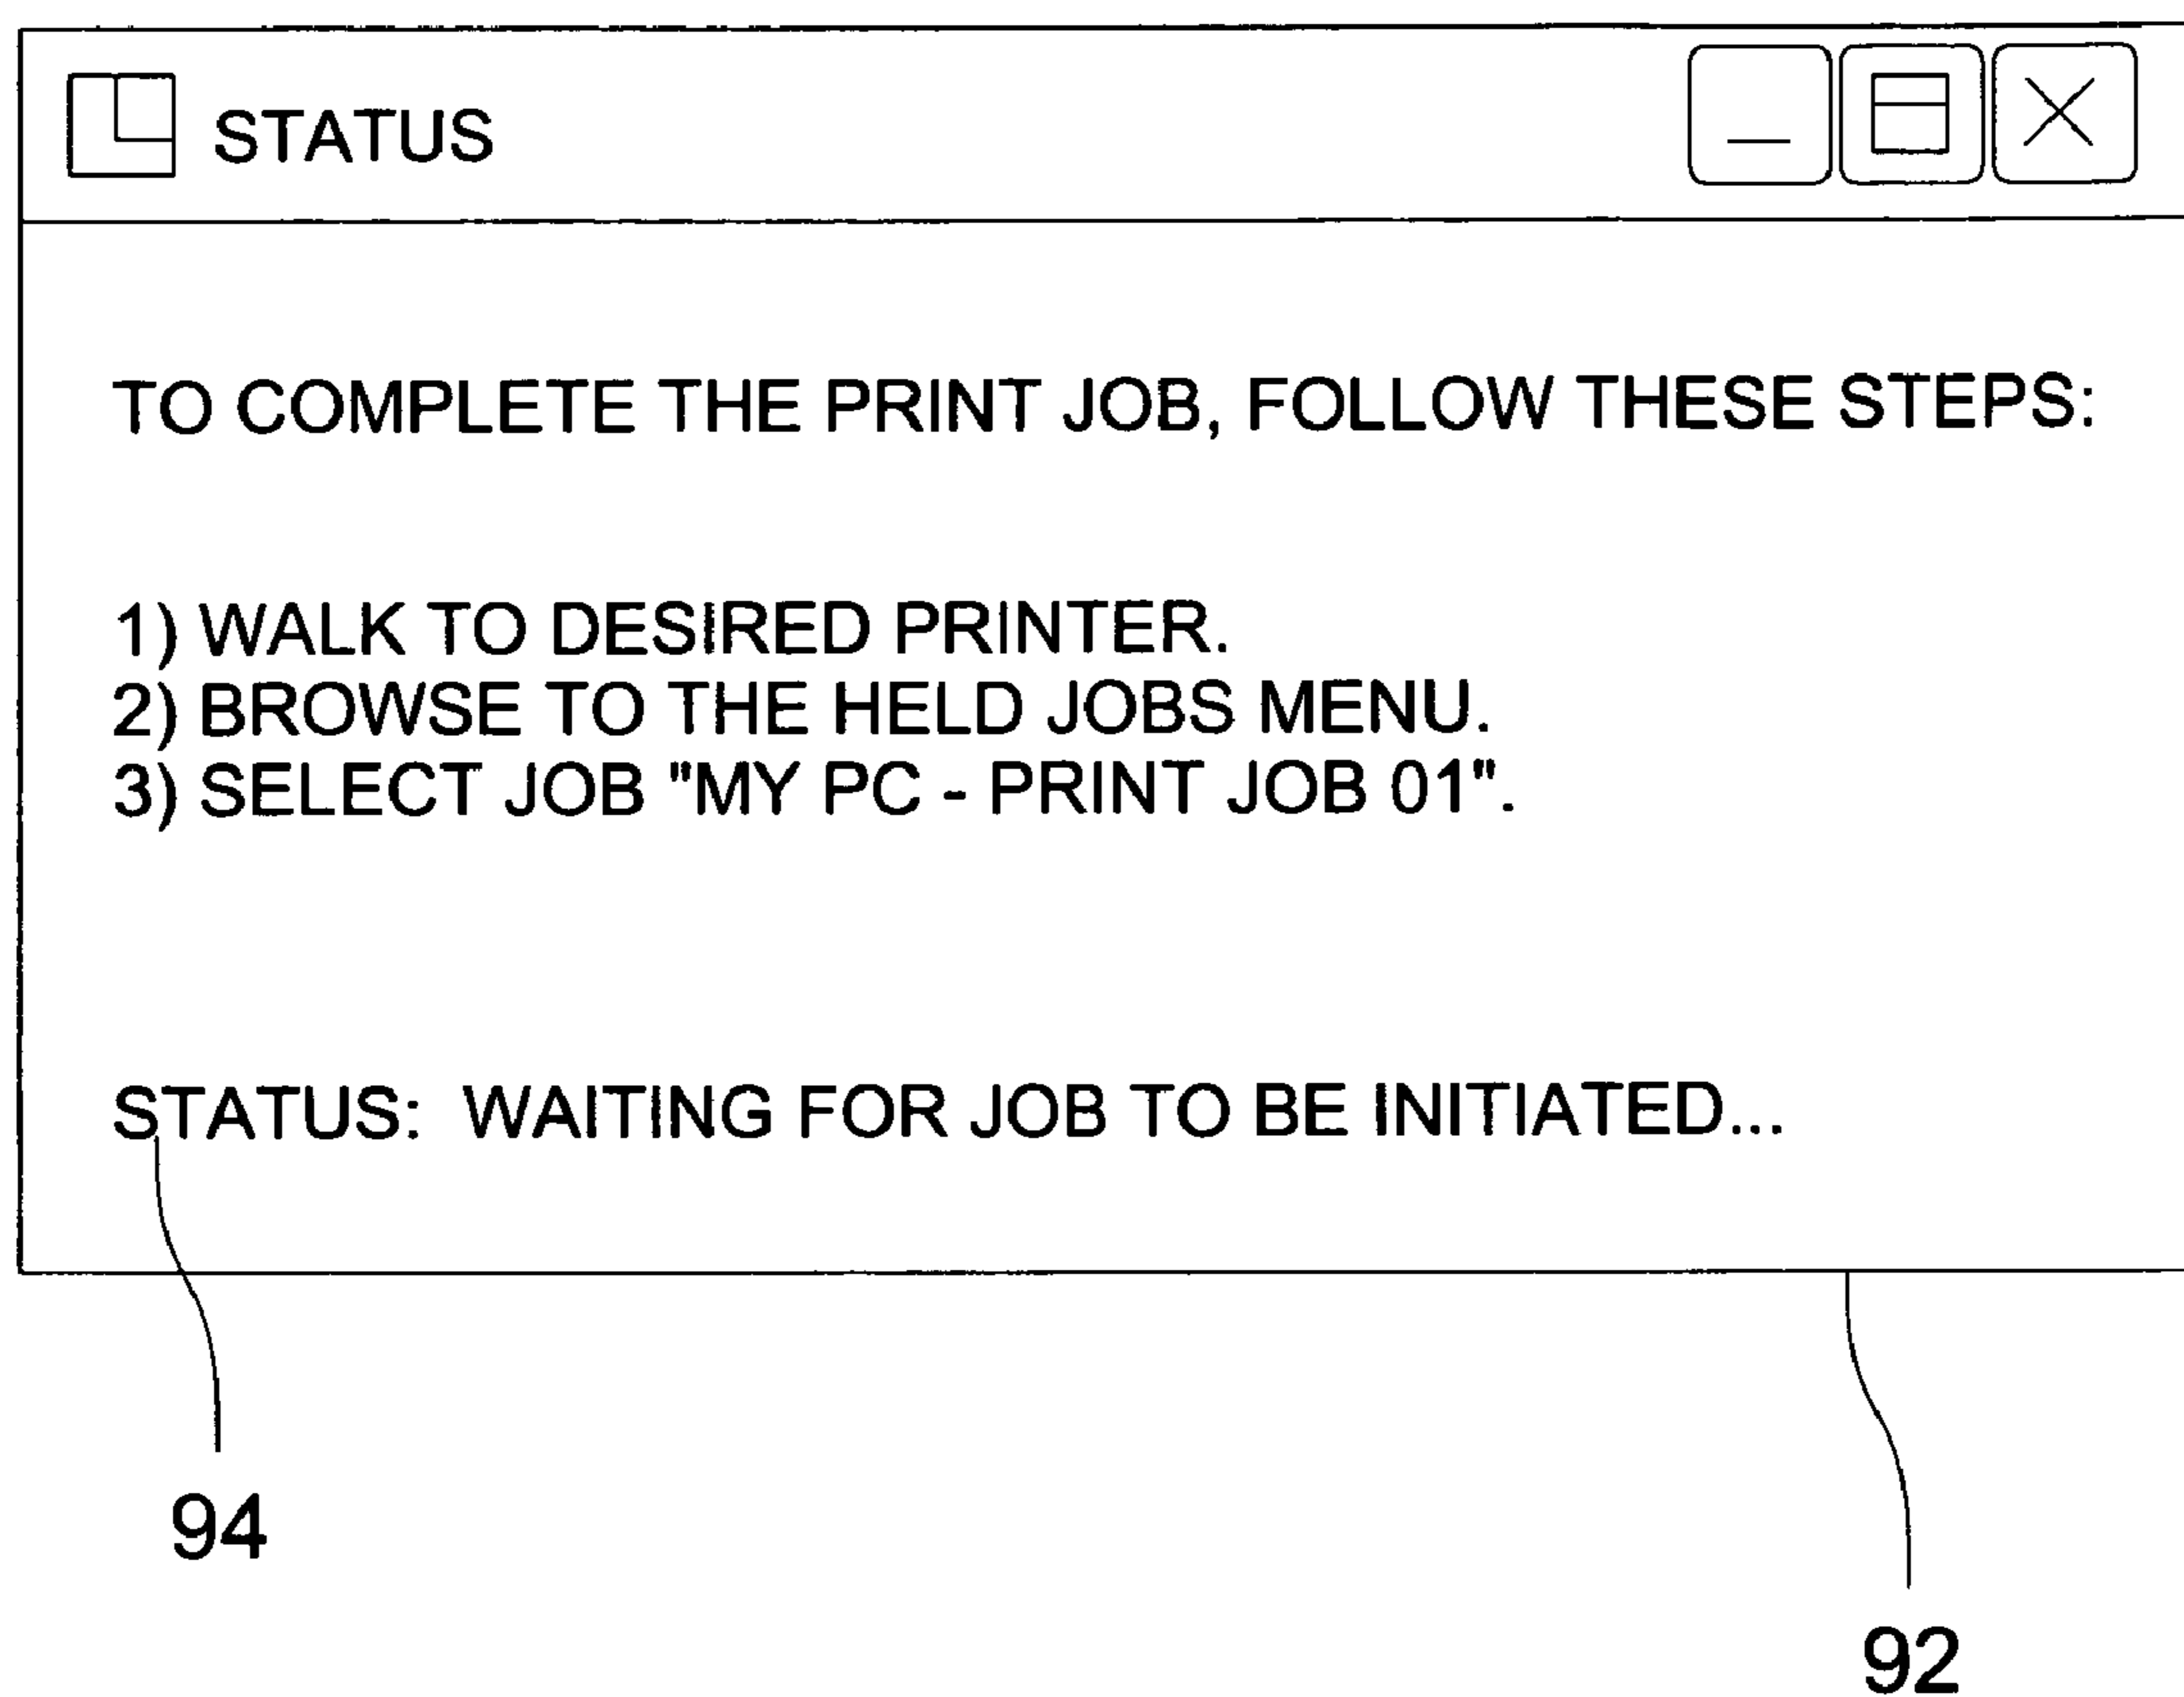 STATUS
TO COMPLETE THE PRINT JOB, FOLLOW THESE STEPS:
1) WALK TO DESIRED PRINTER.
2) BROWSE TO THE HELD JOBS MENU.
3) SELECT JOB "MY PC - PRINT JOB 01".
STATUS: WAITING FOR JOB TO BE INITIATED...
94
92